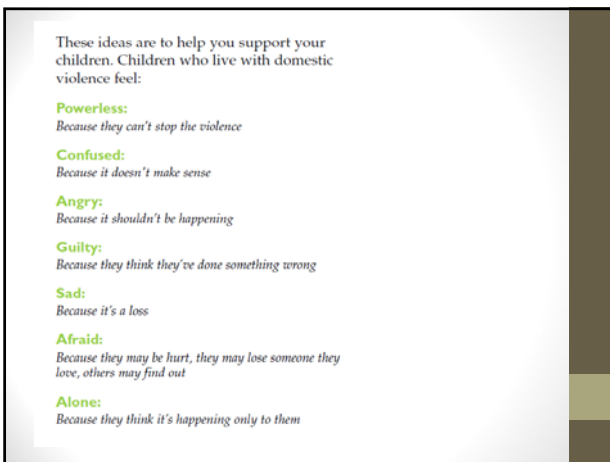 These ideas are to help you support your
children. Children who live with domestic
violence feel:
Powerless:
Because they can't stop the violence
Confused:
Because it doesn't make sense
Angry:
Because it shouldn't be happening
Guilty:
Because they think they've done something wrong
Sad:
Because it's a loss
Afraid:
Because they may be hurt, they may lose someone they
love, others may find out
Alone:
Because they think it's happening only to them